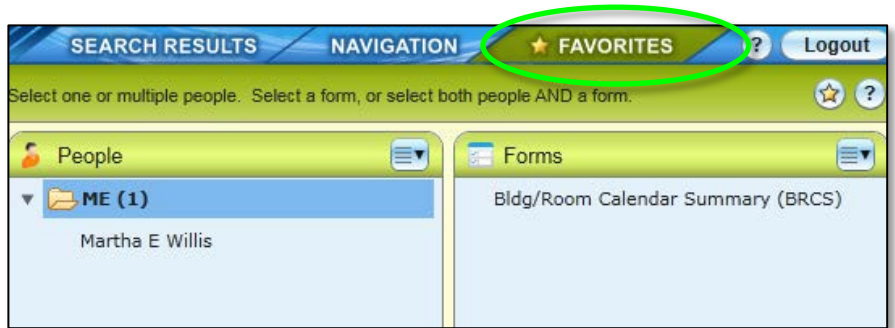 SEARCH RESULTS NAVIGATION FAVORITES ? Logout
Select one or multiple people. Select a form, or select both people AND a form. ?
People
ME (1)
Martha E Willis
Forms
Bldg/Room Calendar Summary (BRCS)